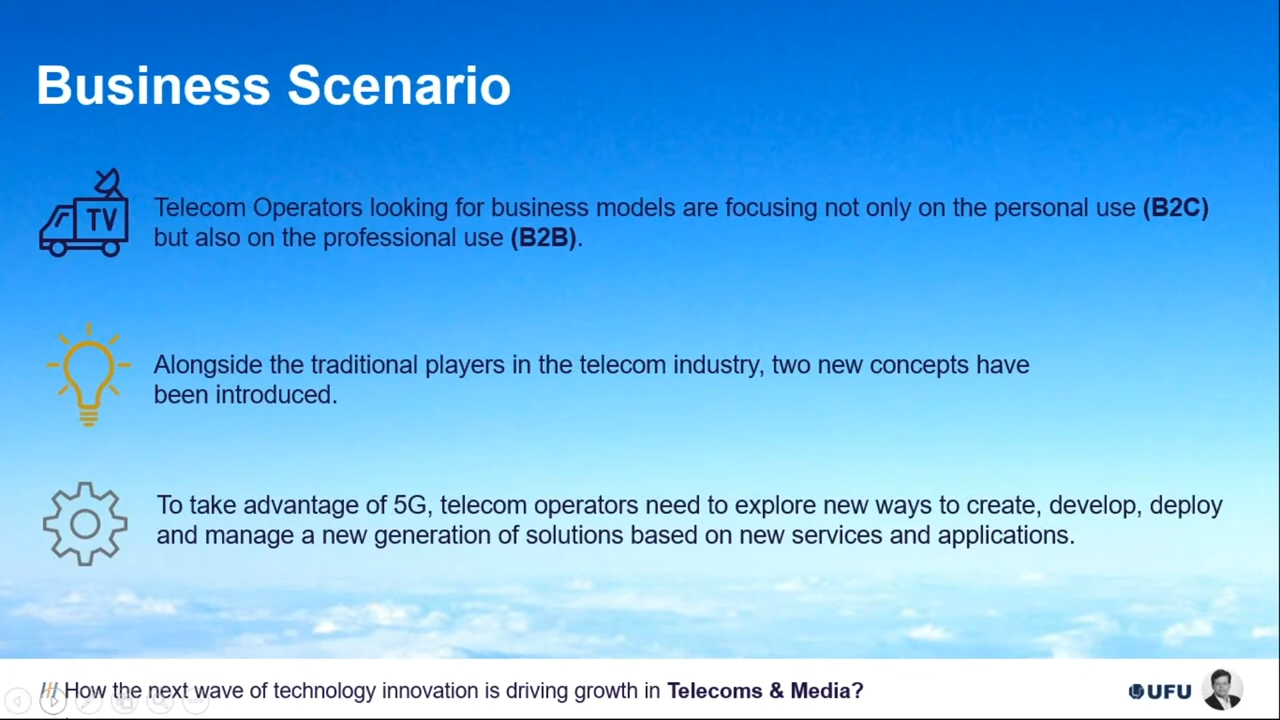 Business Scenario
TV
Telecom Operators looking for business models are focusing not only on the personal use (B2C)
but also on the professional use (B2B).
Alongside the traditional players in the telecom industry, two new concepts have
been introduced.
To take advantage of 5G, telecom operators need to explore new ways to create, develop, deploy
and manage a new generation of solutions based on new services and applications.
How the next wave of technology innovation is driving growth in Telecoms & Media?
UFU